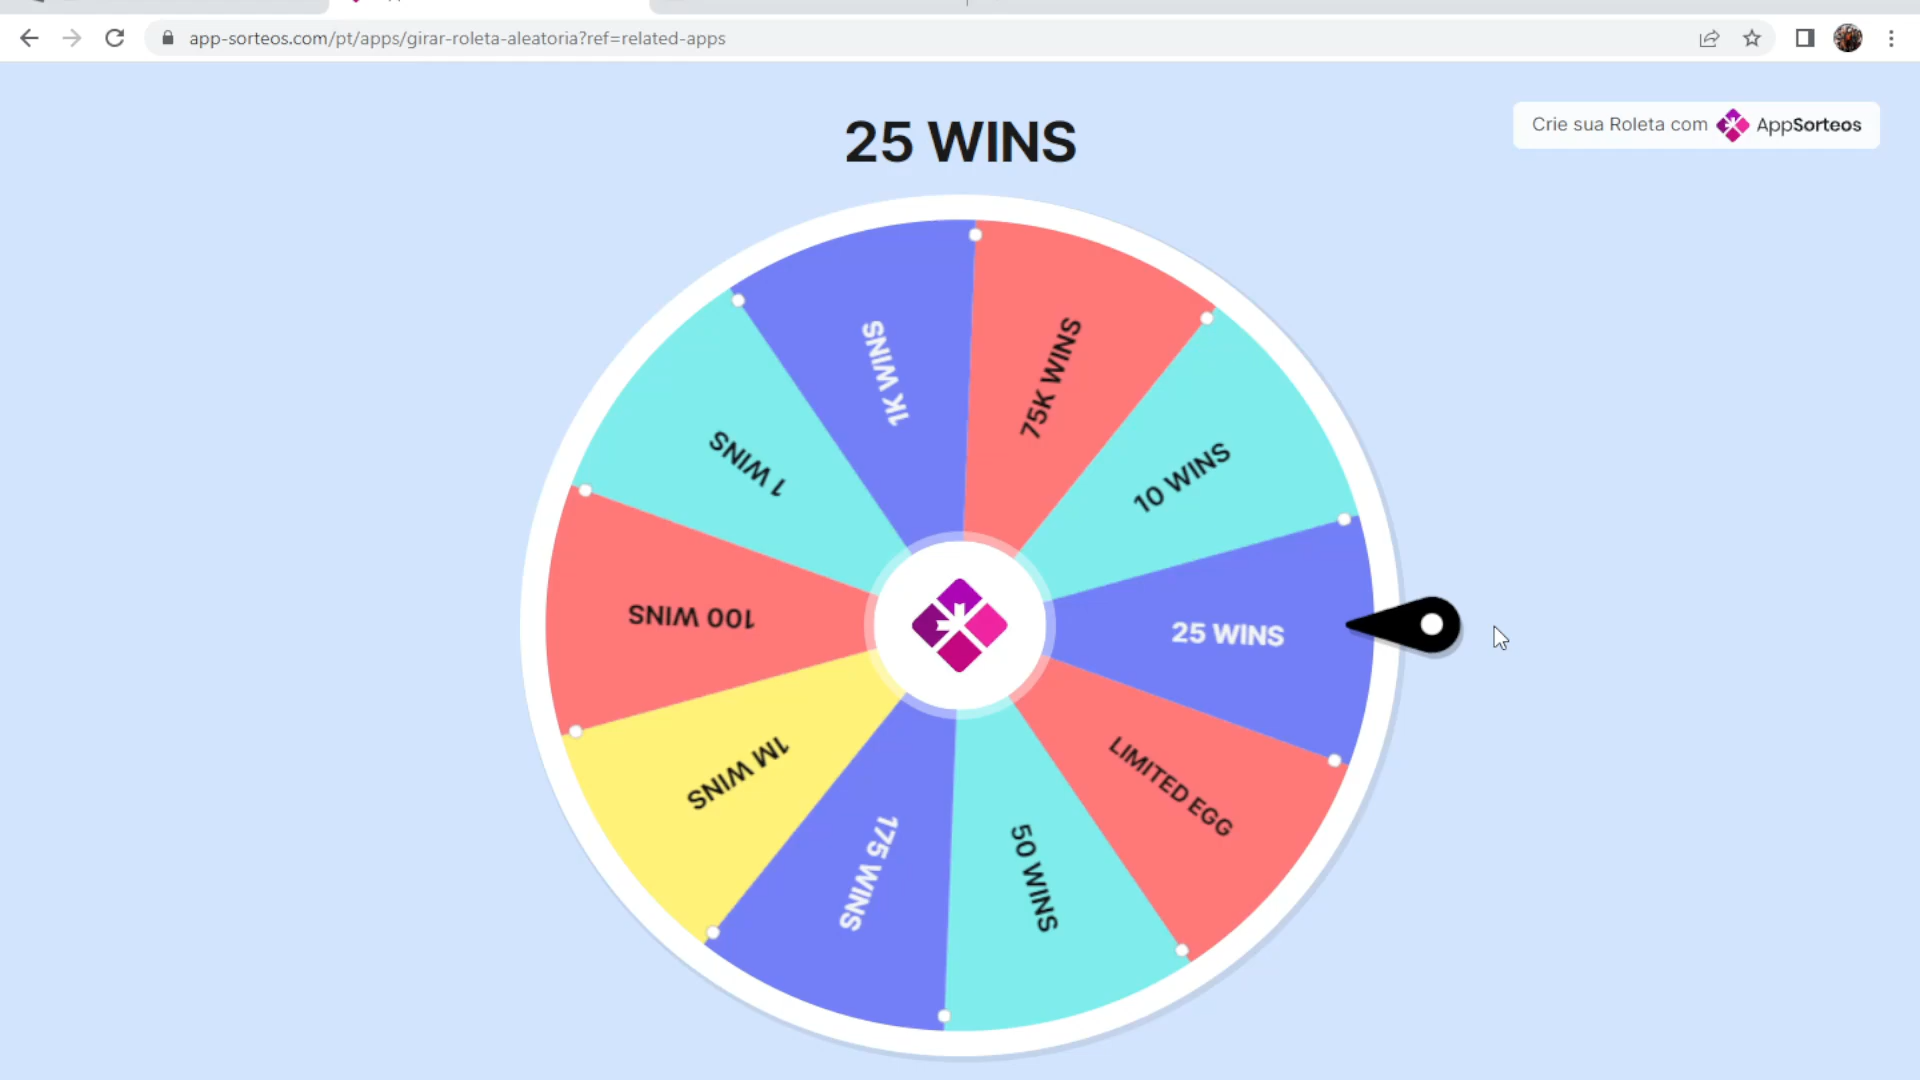 app-sorteos.com/pt/apps/girar-roleta-aleatoria?ref=related-apps
25 WINS
Crie sua Roleta com AppSorteos
1K WINS
75K WINS
10 WINS
1 WINS
100 WINS
25 WINS
1M WINS
LIMITED EGG
175 WINS
50 WINS